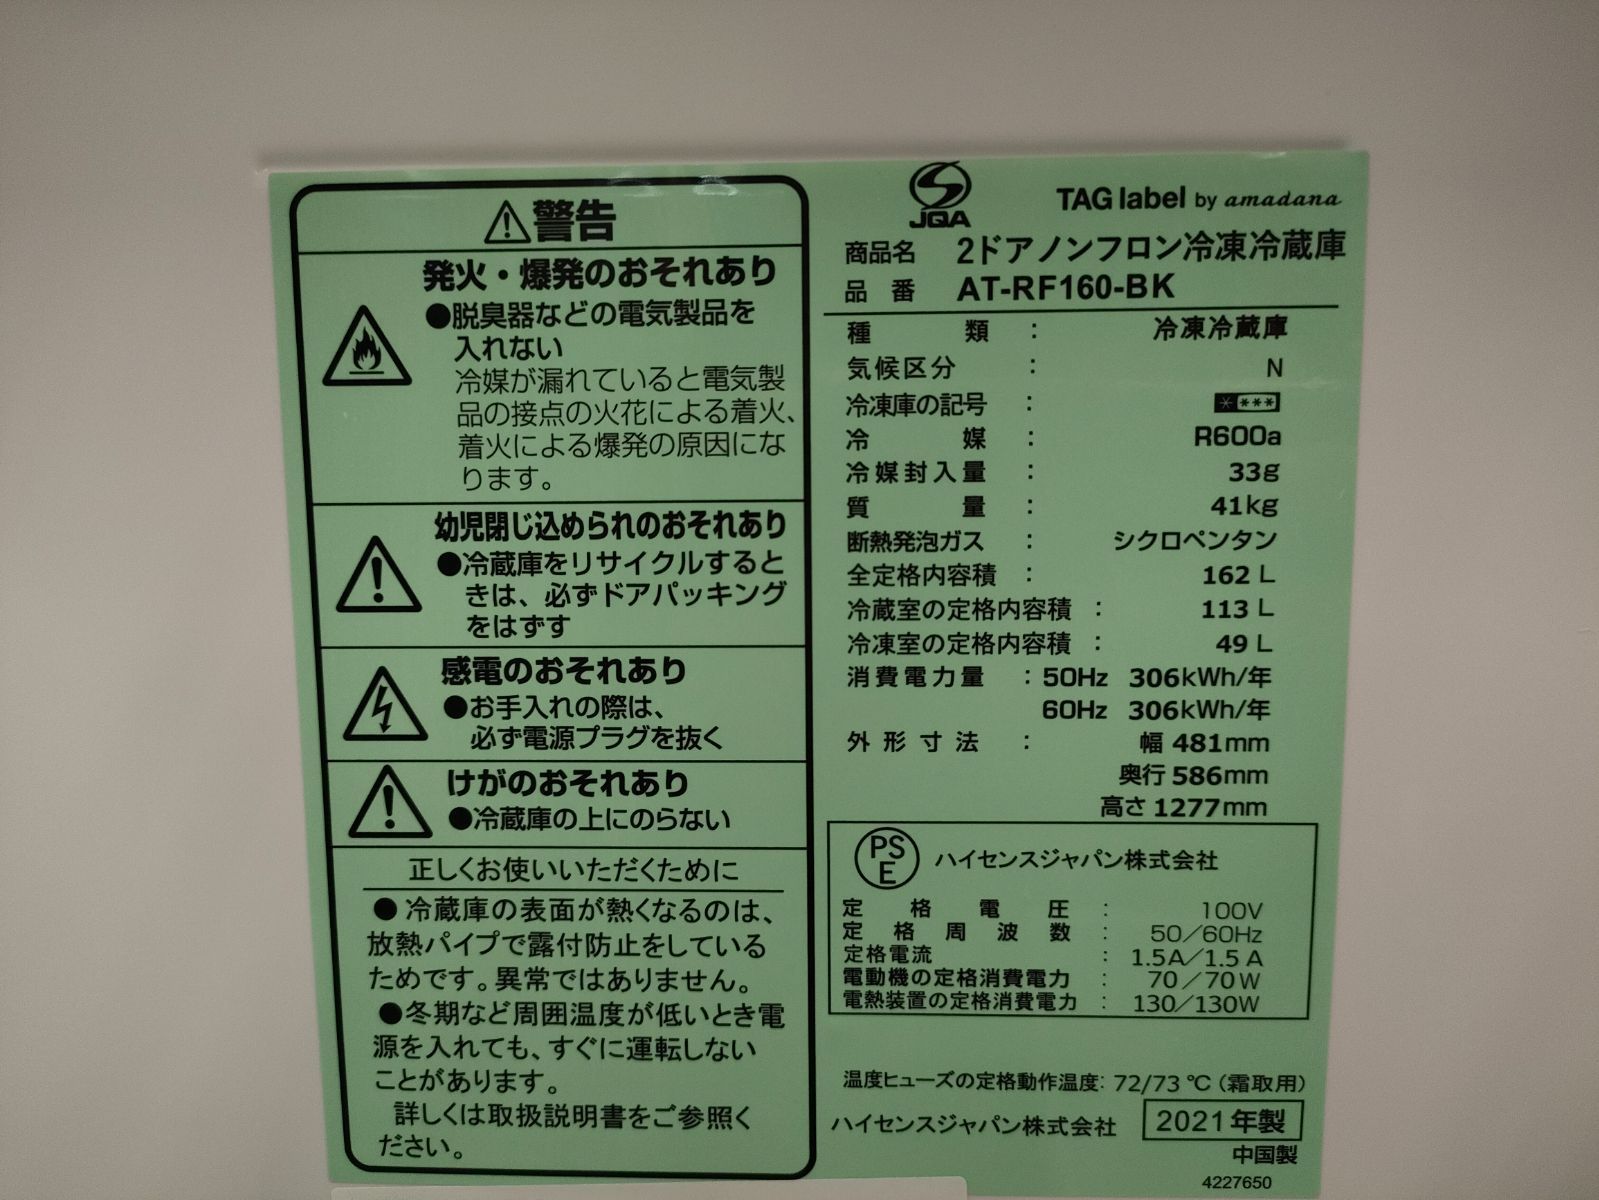 警告
発火・爆発のおそれあり
●脱臭器などの電気製品を
入れない
冷媒が漏れていると電気製
品の接点の火花による着火、
着火による爆発の原因にな
ります。
幼児閉じ込められのおそれあり
●冷蔵庫をリサイクルすると
きは、必ずドアパッキング
をはずす
感電のおそれあり
●お手入れの際は、
必ず電源プラグを抜く
けがのおそれあり
●冷蔵庫の上にのらない
正しくお使いいただくために
●冷蔵庫の表面が熱くなるのは、
放熱パイプで露付防止をしている
ためです。異常ではありません。
●冬期など周囲温度が低いとき電
源を入れても、すぐに運転しない
ことがあります。
詳しくは取扱説明書をご参照く
ださい。
JQA
TAG label by amadana
商品名 2ドアノンフロン冷凍冷蔵庫
品番 AT-RF160-BK
種類 : 冷凍冷蔵庫
気候区分 : N
冷凍庫の記号 : ****
冷媒 : R600a
冷媒封入量 : 33g
質量 : 41kg
断熱発泡ガス : シクロペンタン
全定格内容積 : 162 L
冷蔵室の定格内容積 : 113 L
冷凍室の定格内容積 : 49 L
消費電力量 : 50Hz 306kWh/年
60Hz 306kWh/年
外形寸法 : 幅 481mm
奥行 586mm
高さ 1277mm
PSE ハイセンスジャパン株式会社
定格電圧 : 100V
定格周波数 : 50/60Hz
定格電流 : 1.5A/1.5A
電動機の定格消費電力 : 70/70W
電熱装置の定格消費電力 : 130/130W
温度ヒューズの定格動作温度: 72/73℃(霜取用)
ハイセンスジャパン株式会社 2021年製
中国製
4227650